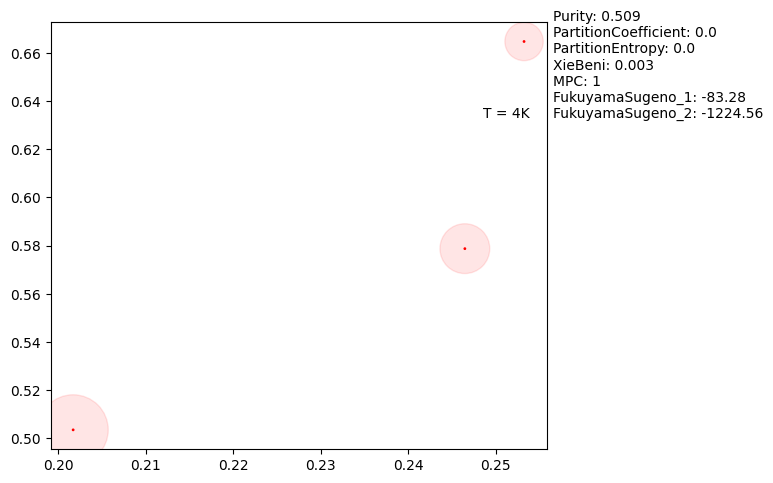 Purity: 0.509
PartitionCoefficient: 0.0
PartitionEntropy: 0.0
XieBeni: 0.003
MPC: 1
FukuyamaSugeno_1: -83.28
FukuyamaSugeno_2: -1224.56
T = 4K
0.66
0.64
0.62
0.60
0.58
0.56
0.54
0.52
0.50
0.20 0.21 0.22 0.23 0.24 0.25